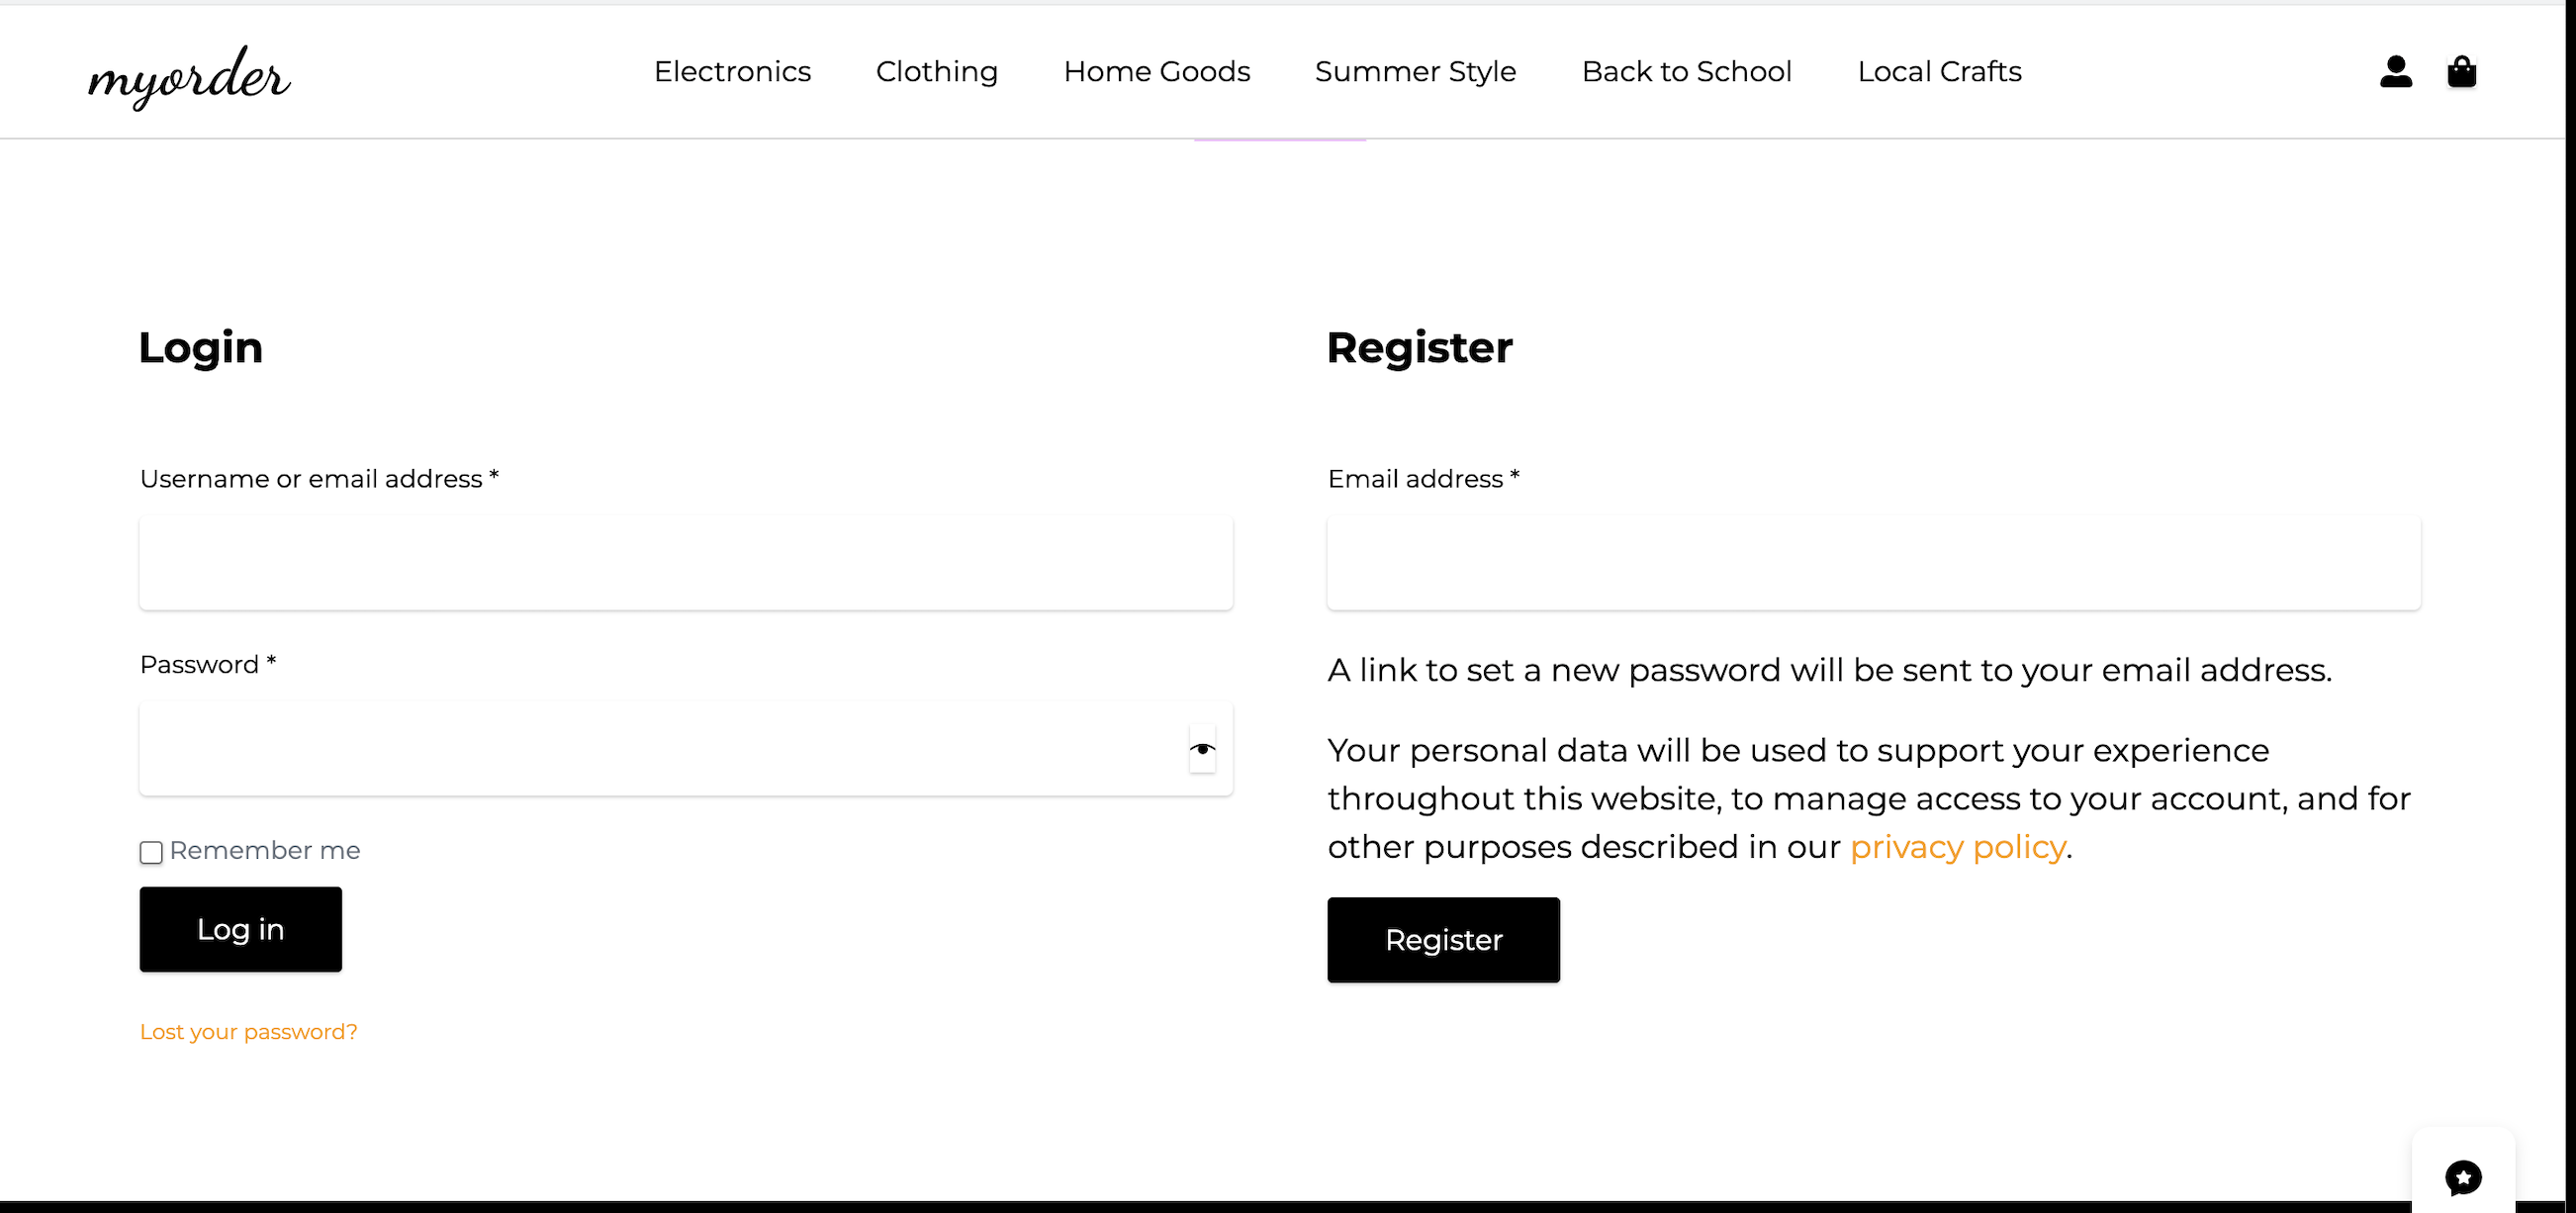 myorder
Electronics
Clothing
Home Goods
Summer Style
Back to School
Local Crafts
Login
Username or email address *
Password *
Remember me
Log in
Lost your password?
Register
Email address *
A link to set a new password will be sent to your email address.
Your personal data will be used to support your experience
throughout this website, to manage access to your account, and for
other purposes described in our privacy policy.
Register